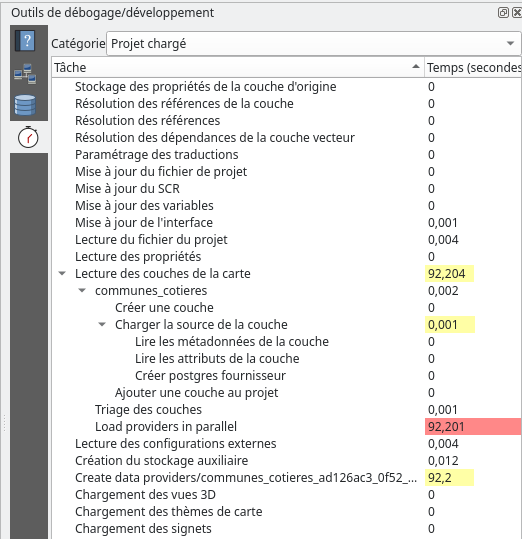 Outils de débogage/développement
Catégorie Projet chargé
Tâche Temps (secondes
Stockage des propriétés de la couche d'origine 0
Résolution des références de la couche 0
Résolution des références 0
Résolution des dépendances de la couche vecteur 0
Paramétrage des traductions 0
Mise à jour du fichier de projet 0
Mise à jour du SCR 0
Mise à jour des variables 0
Mise à jour de l'interface 0,001
Lecture du fichier du projet 0,004
Lecture des propriétés 0
Lecture des couches de la carte 92,204
communes_cotieres 0,002
Créer une couche 0
Charger la source de la couche 0,001
Lire les métadonnées de la couche 0
Lire les attributs de la couche 0
Créer postgres fournisseur 0
Ajouter une couche au projet 0
Triage des couches 0,001
Load providers in parallel 92,201
Lecture des configurations externes 0,004
Création du stockage auxiliaire 0,012
Create data providers/communes_cotieres_ad126ac3_0f52_... 92,2
Chargement des vues 3D 0
Chargement des thèmes de carte 0
Chargement des signets 0